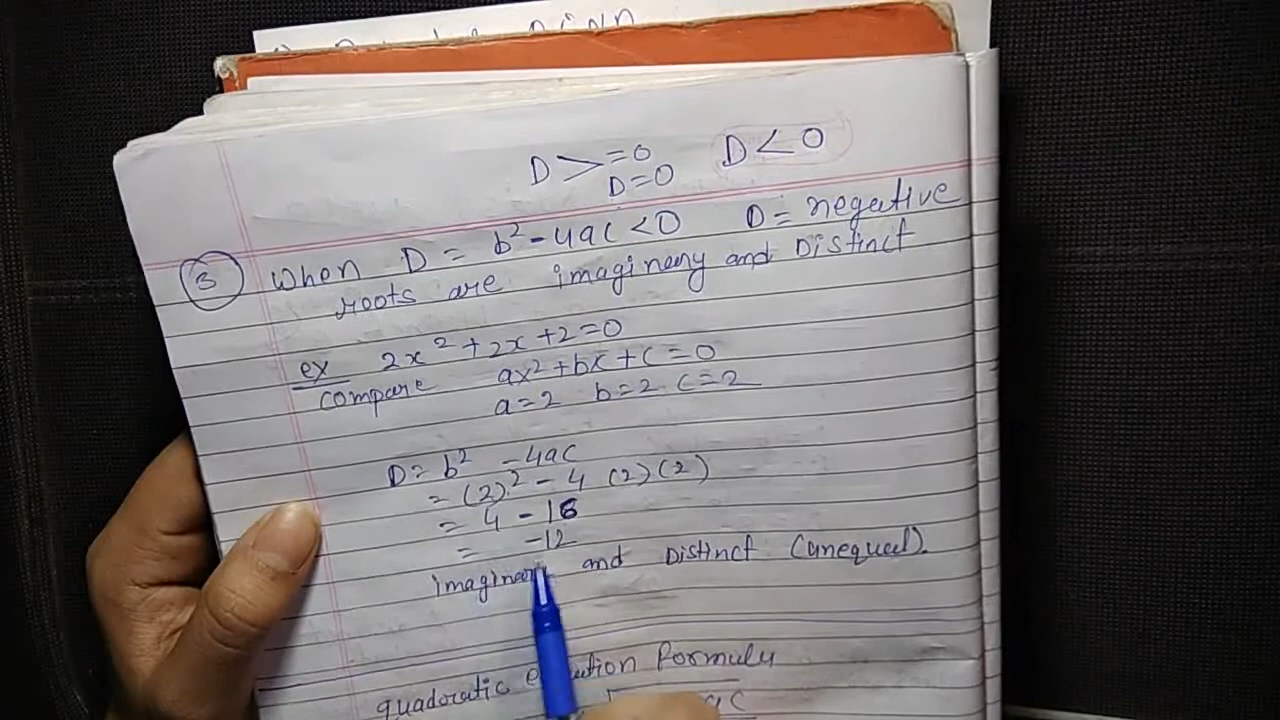 D > = 0
D = 0
D < 0
③ when D = b² - 4ac < 0 D = negative
roots are imaginary and Distinct
ex 2x² + 2x + 2 = 0
compare ax² + bx + c = 0
a = 2 b = 2 c = 2
D = b² - 4ac
= (2)² - 4 (2) (2)
= 4 - 16
= -12
imaginary and Distinct (unequal).
quadratic equation Formula